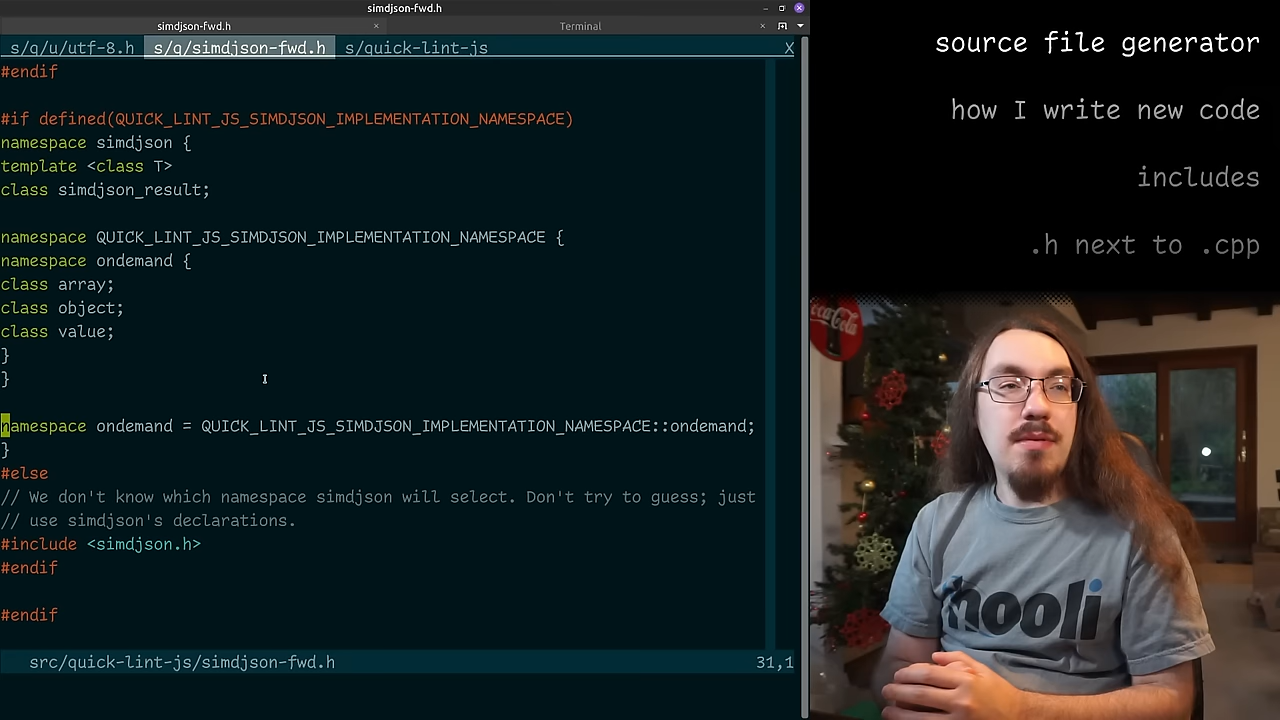 simdjson-fwd.h
simdjson-fwd.h × Terminal ×
s/q/u/utf-8.h s/q/simdjson-fwd.h s/quick-lint-js X
#endif
#if defined(QUICK_LINT_JS_SIMDJSON_IMPLEMENTATION_NAMESPACE)
namespace simdjson {
template <class T>
class simdjson_result;
namespace QUICK_LINT_JS_SIMDJSON_IMPLEMENTATION_NAMESPACE {
namespace ondemand {
class array;
class object;
class value;
}
}
namespace ondemand = QUICK_LINT_JS_SIMDJSON_IMPLEMENTATION_NAMESPACE::ondemand;
}
#else
// We don't know which namespace simdjson will select. Don't try to guess; just
// use simdjson's declarations.
#include <simdjson.h>
#endif
#endif
src/quick-lint-js/simdjson-fwd.h 31,1
source file generator
how I write new code
includes
.h next to .cpp
Coca-Cola
hooli